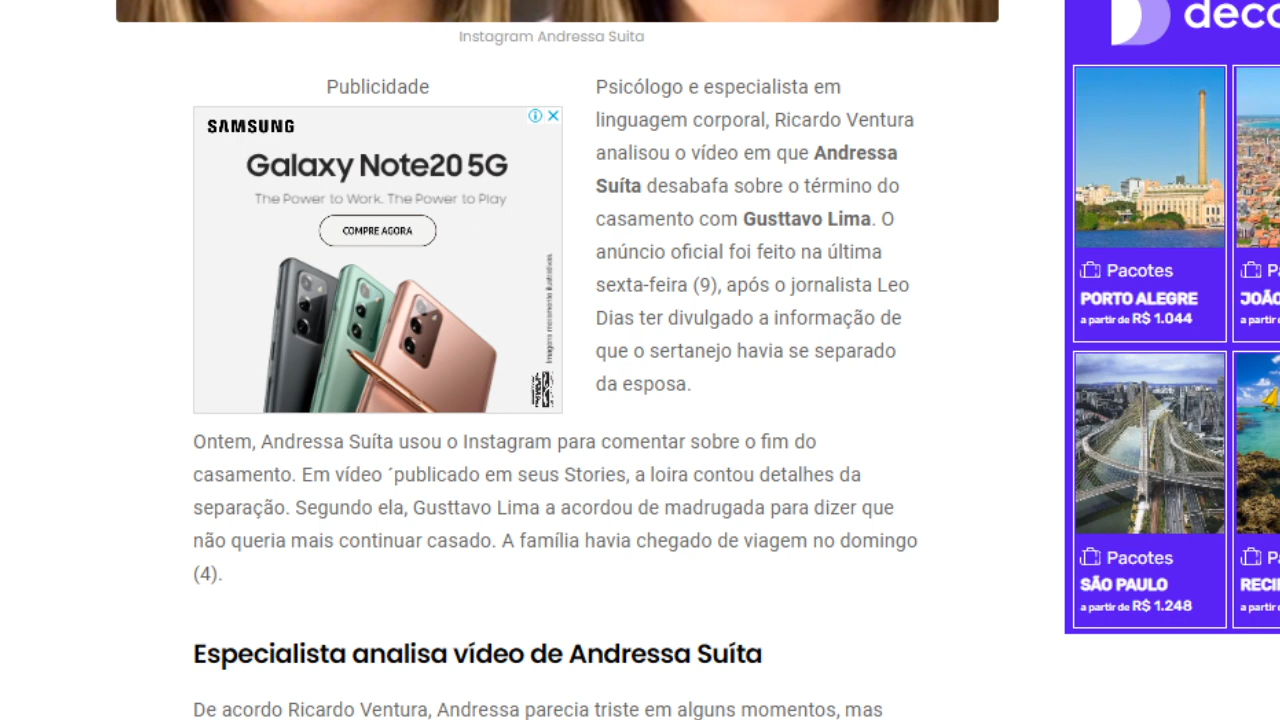 Instagram Andressa Suita
Publicidade
SAMSUNG
Galaxy Note20 5G
The Power to Work. The Power to Play
COMPRE AGORA
Imagens meramente ilustrativas.
Psicólogo e especialista em
linguagem corporal, Ricardo Ventura
analisou o vídeo em que Andressa
Suíta desabafa sobre o término do
casamento com Gusttavo Lima. O
anúncio oficial foi feito na última
sexta-feira (9), após o jornalista Leo
Dias ter divulgado a informação de
que o sertanejo havia se separado
da esposa.
Ontem, Andressa Suíta usou o Instagram para comentar sobre o fim do
casamento. Em vídeo ´publicado em seus Stories, a loira contou detalhes da
separação. Segundo ela, Gusttavo Lima a acordou de madrugada para dizer que
não queria mais continuar casado. A família havia chegado de viagem no domingo
(4).
Especialista analisa vídeo de Andressa Suíta
De acordo Ricardo Ventura, Andressa parecia triste em alguns momentos, mas
Pacotes
PORTO ALEGRE
a partir de R$ 1.044
Pacotes
SÃO PAULO
a partir de R$ 1.248